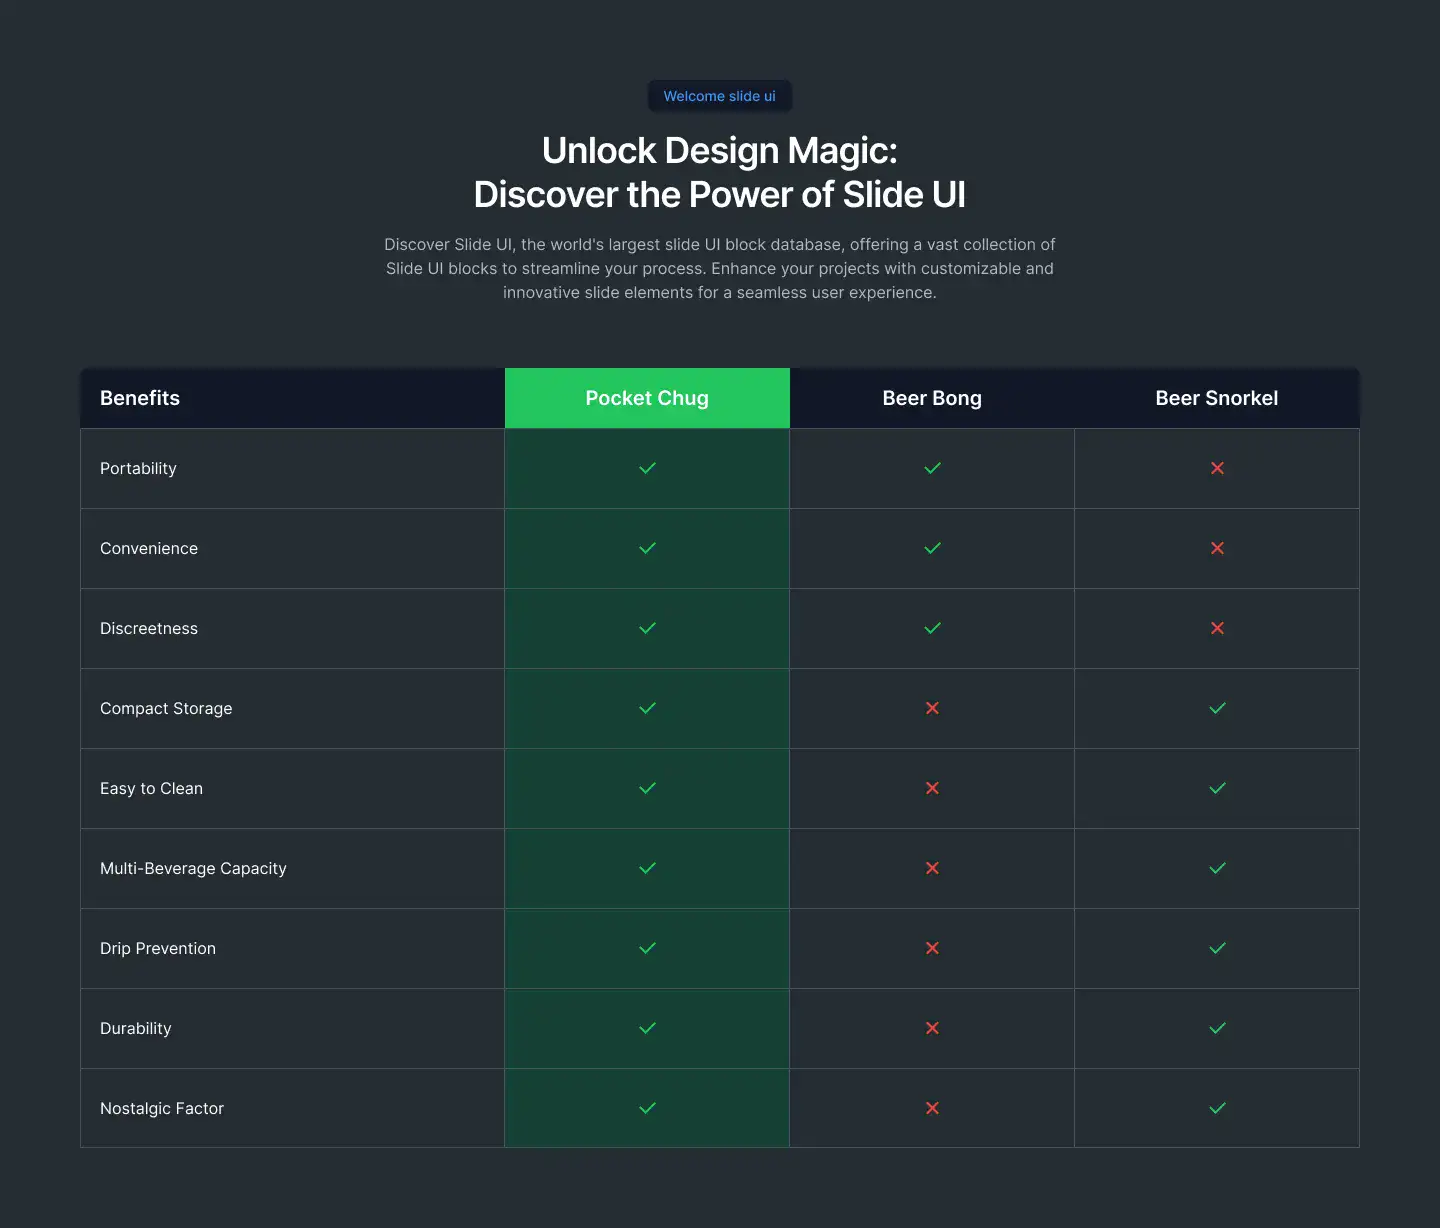 Welcome slide ui
Unlock Design Magic:
Discover the Power of Slide UI
Discover Slide UI, the world's largest slide UI block database, offering a vast collection of
Slide UI blocks to streamline your process. Enhance your projects with customizable and
innovative slide elements for a seamless user experience.
Benefits Pocket Chug Beer Bong Beer Snorkel
Portability
Convenience
Discreetness
Compact Storage
Easy to Clean
Multi-Beverage Capacity
Drip Prevention
Durability
Nostalgic Factor